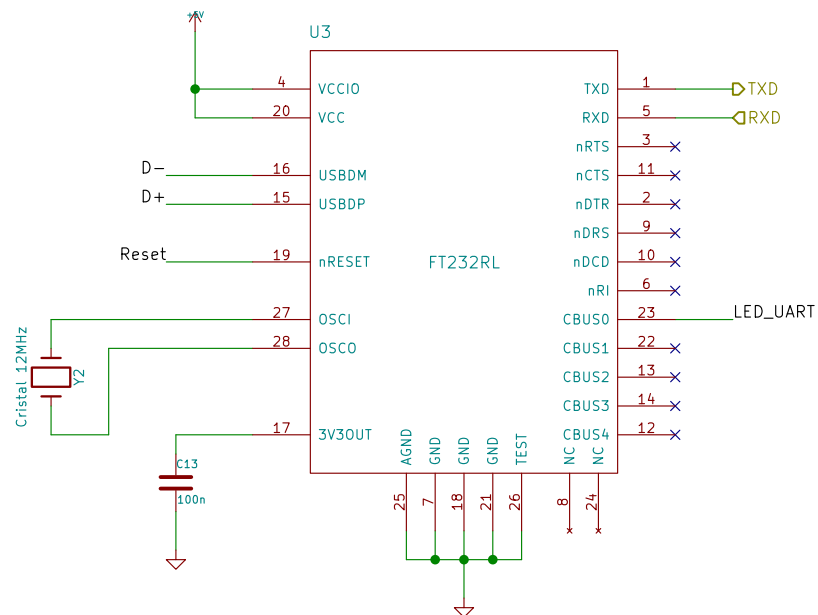 +5V
U3
4 VCCIO
20 VCC
D- 16 USBDM
D+ 15 USBDP
Reset 19 nRESET
27 OSCI
28 OSCO
Cristal 12MHz
Y2
17 3V3OUT
C13
100n
FT232RL
TXD 1 TXD
RXD 5 RXD
nRTS 3
nCTS 11
nDTR 2
nDRS 9
nDCD 10
nRI 6
CBUS0 23 LED_UART
CBUS1 22
CBUS2 13
CBUS3 14
CBUS4 12
AGND 25
GND 7
GND 18
GND 21
TEST 26
NC 8
NC 24